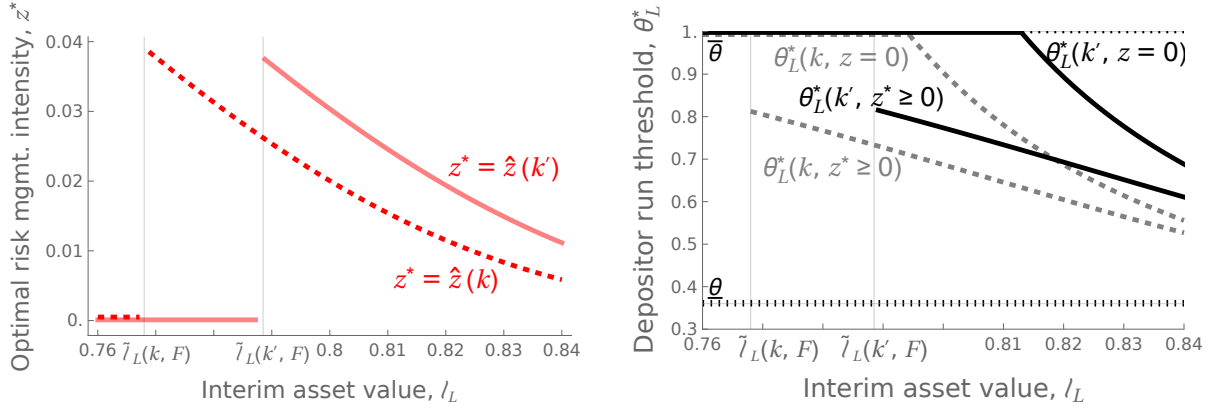 Optimal risk mgmt. intensity, z*
0.04
0.03
0.02
0.01
0.
z* = ẑ(k′)
z* = ẑ(k)
0.76
l̃_L(k, F)
l̃_L(k′, F)
0.8
0.81
0.82
0.83
0.84
Interim asset value, l_L
Depositor run threshold, θ*_L
1.
0.9
0.8
0.7
0.6
0.5
0.4
0.3
θ̅
θ*_L(k, z = 0)
θ*_L(k′, z = 0)
θ*_L(k′, z* ≥ 0)
θ*_L(k, z* ≥ 0)
θ̲
0.76
l̃_L(k, F)
l̃_L(k′, F)
0.81
0.82
0.83
0.84
Interim asset value, l_L